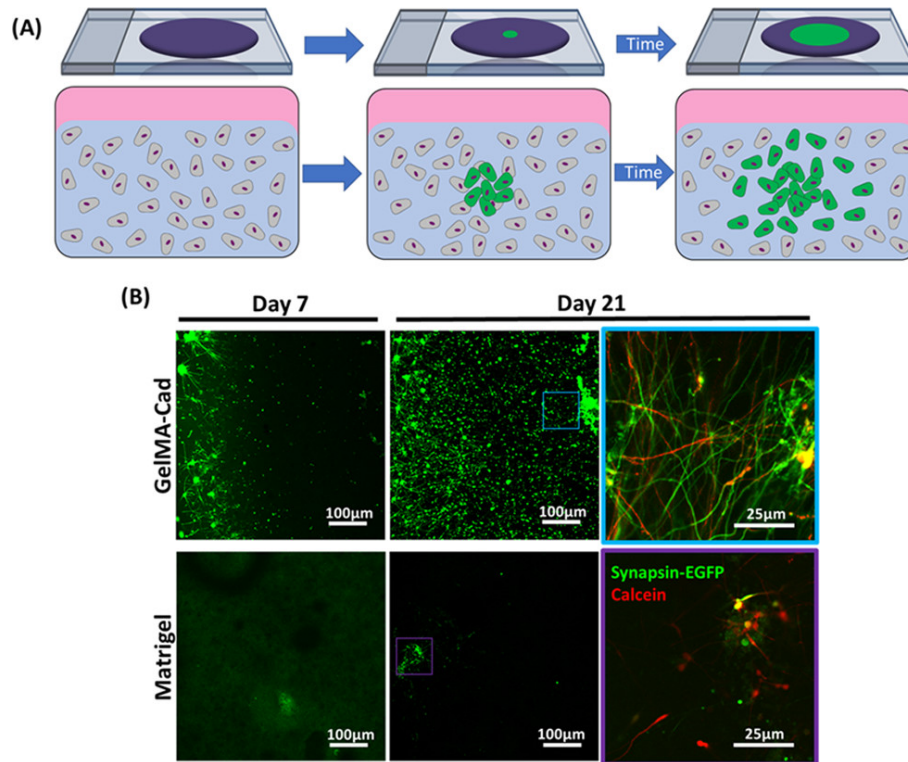 (A)
Time
Time
(B)
Day 7
Day 21
GelMA-Cad
100µm
100µm
25µm
Matrigel
Synapsin-EGFP
Calcein
100µm
100µm
25µm